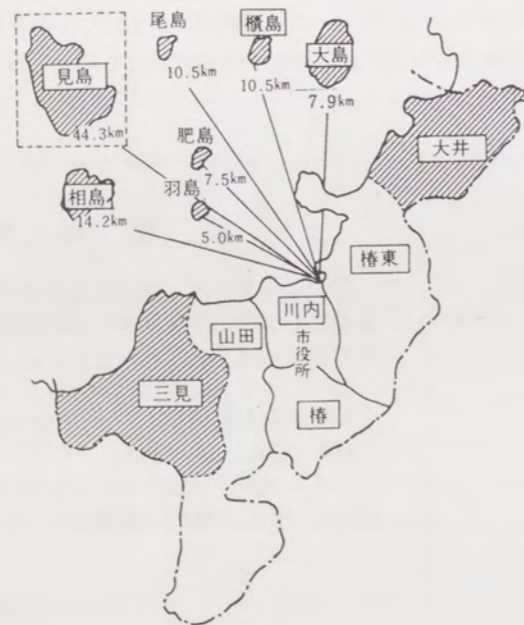 尾島
櫃島
大島
見島
10.5km
10.5km
7.9km
44.3km
肥島
7.5km
大井
相島
羽島
14.2km
5.0km
椿東
川内
山田
市役所
三見
椿